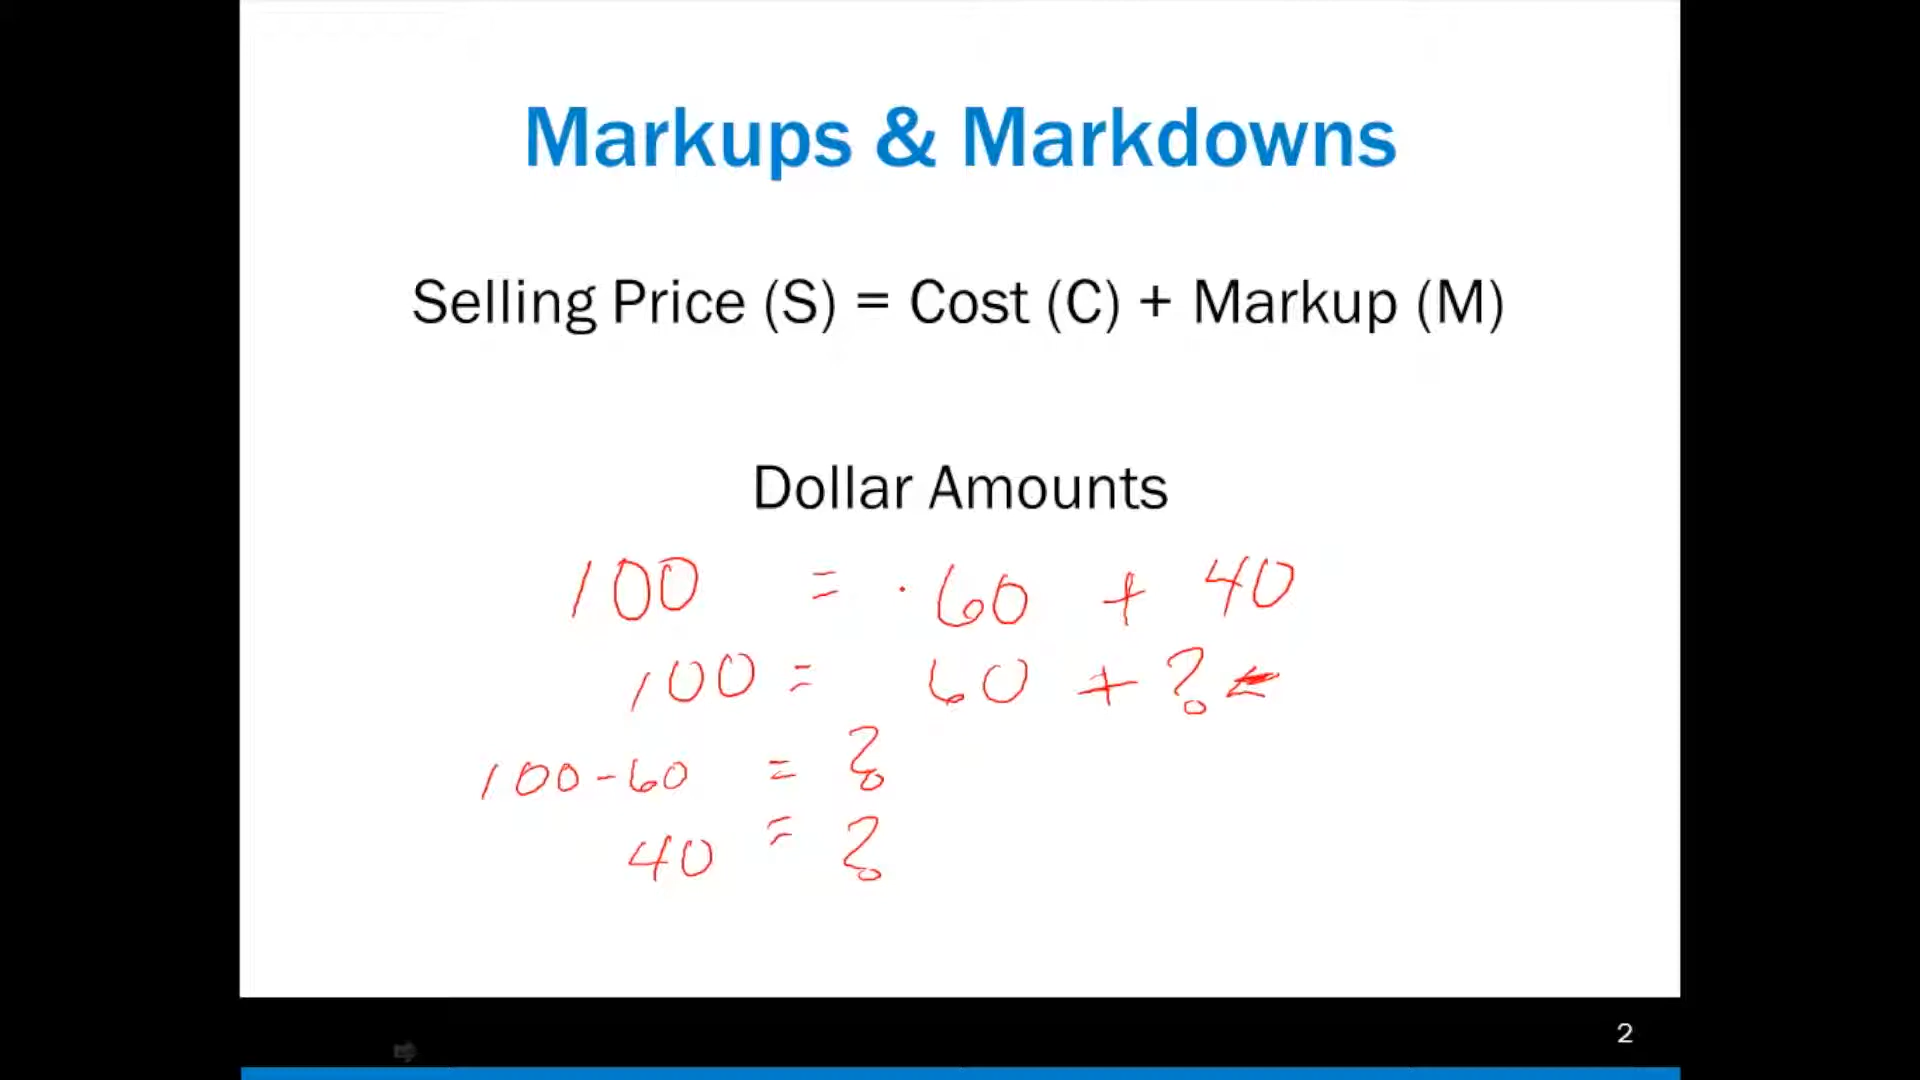 Markups & Markdowns
Selling Price (S) = Cost (C) + Markup (M)
Dollar Amounts
100 = 60 + 40
100 = 60 + ?
100-60 = ?
40 = ?
2